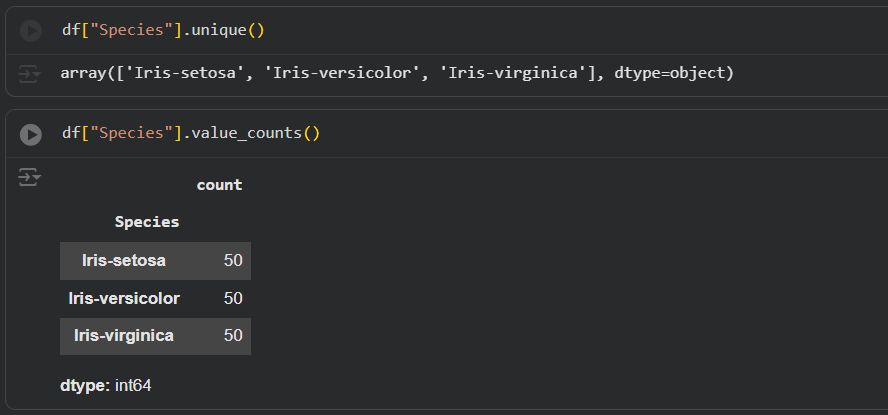 df["Species"].unique()
array(['Iris-setosa', 'Iris-versicolor', 'Iris-virginica'], dtype=object)
df["Species"].value_counts()
count
Species
Iris-setosa 50
Iris-versicolor 50
Iris-virginica 50
dtype: int64